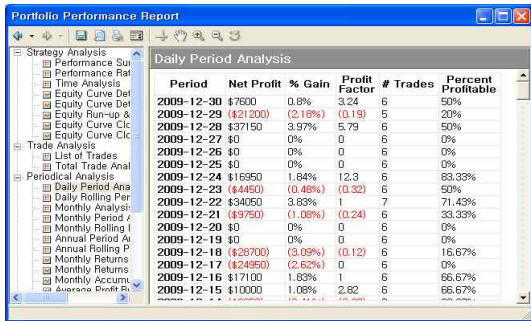 Portfolio Performance Report
Strategy Analysis
Performance Sui
Performance Rat
Time Analysis
Equity Curve Det
Equity Curve Det
Equity Run-up &
Equity Curve Clc
Equity Curve Clc
Trade Analysis
List of Trades
Total Trade Anal
Periodical Analysis
Daily Period Ana
Daily Rolling Per
Monthly Analysis
Monthly Period A
Monthly Rolling I
Annual Period Ar
Annual Rolling P
Monthly Returns
Monthly Returns
Monthly Accumu
Average Profit B
Daily Period Analysis
Period Net Profit % Gain Profit Factor # Trades Percent Profitable
2009-12-30 $7600 0.8% 3.24 6 50%
2009-12-29 ($21200) (2.18%) (0.19) 5 20%
2009-12-28 $37150 3.97% 5.79 6 50%
2009-12-27 $0 0% 0 6 0%
2009-12-26 $0 0% 0 6 0%
2009-12-25 $0 0% 0 6 0%
2009-12-24 $16950 1.84% 12.3 6 83.33%
2009-12-23 ($4450) (0.48%) (0.32) 6 50%
2009-12-22 $34050 3.83% 1 7 71.43%
2009-12-21 ($9750) (1.08%) (0.24) 6 33.33%
2009-12-20 $0 0% 0 6 0%
2009-12-19 $0 0% 0 6 0%
2009-12-18 ($28700) (3.09%) (0.12) 6 16.67%
2009-12-17 ($24950) (2.62%) 0 6 0%
2009-12-16 $17100 1.83% 1 6 66.67%
2009-12-15 $10000 1.08% 2.82 6 66.67%